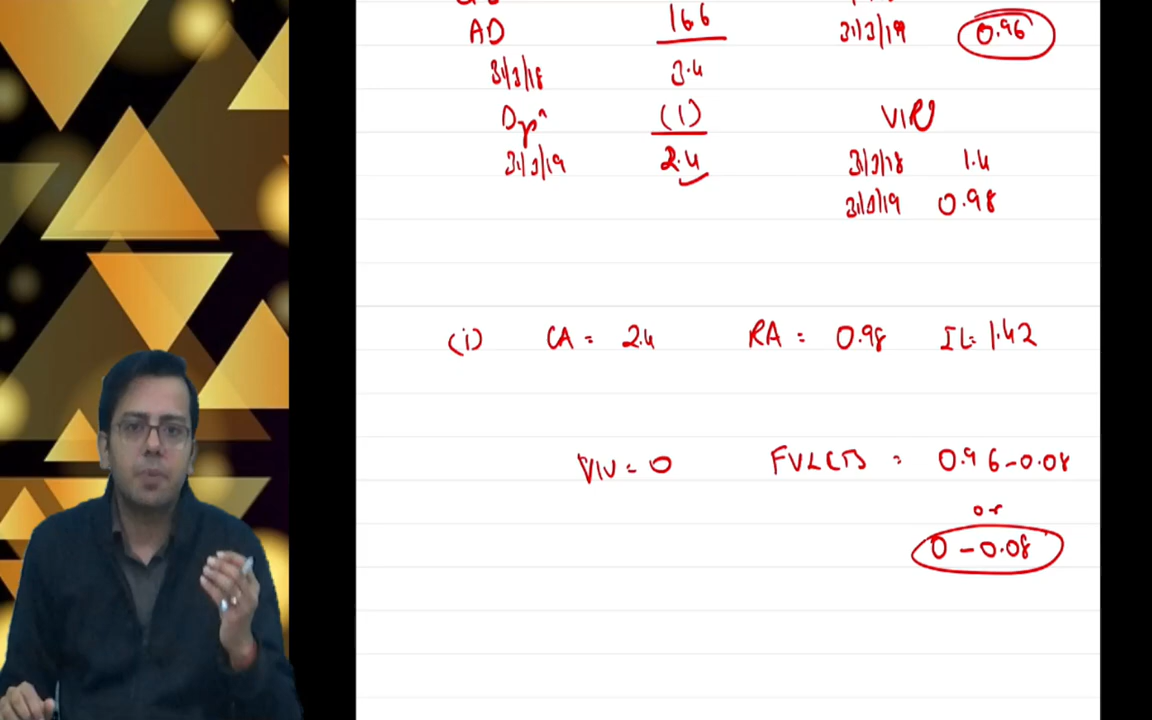 AD 166 31/3/19 0.96
31/3/18 3.4
Dpn (1) VIU
31/3/19 2.4 31/3/18 1.4
31/3/19 0.98
(i) CA = 2.4 RA = 0.98 IL = 1.42
VIU = 0 FVLCTS = 0.96-0.08
or
0 - 0.08